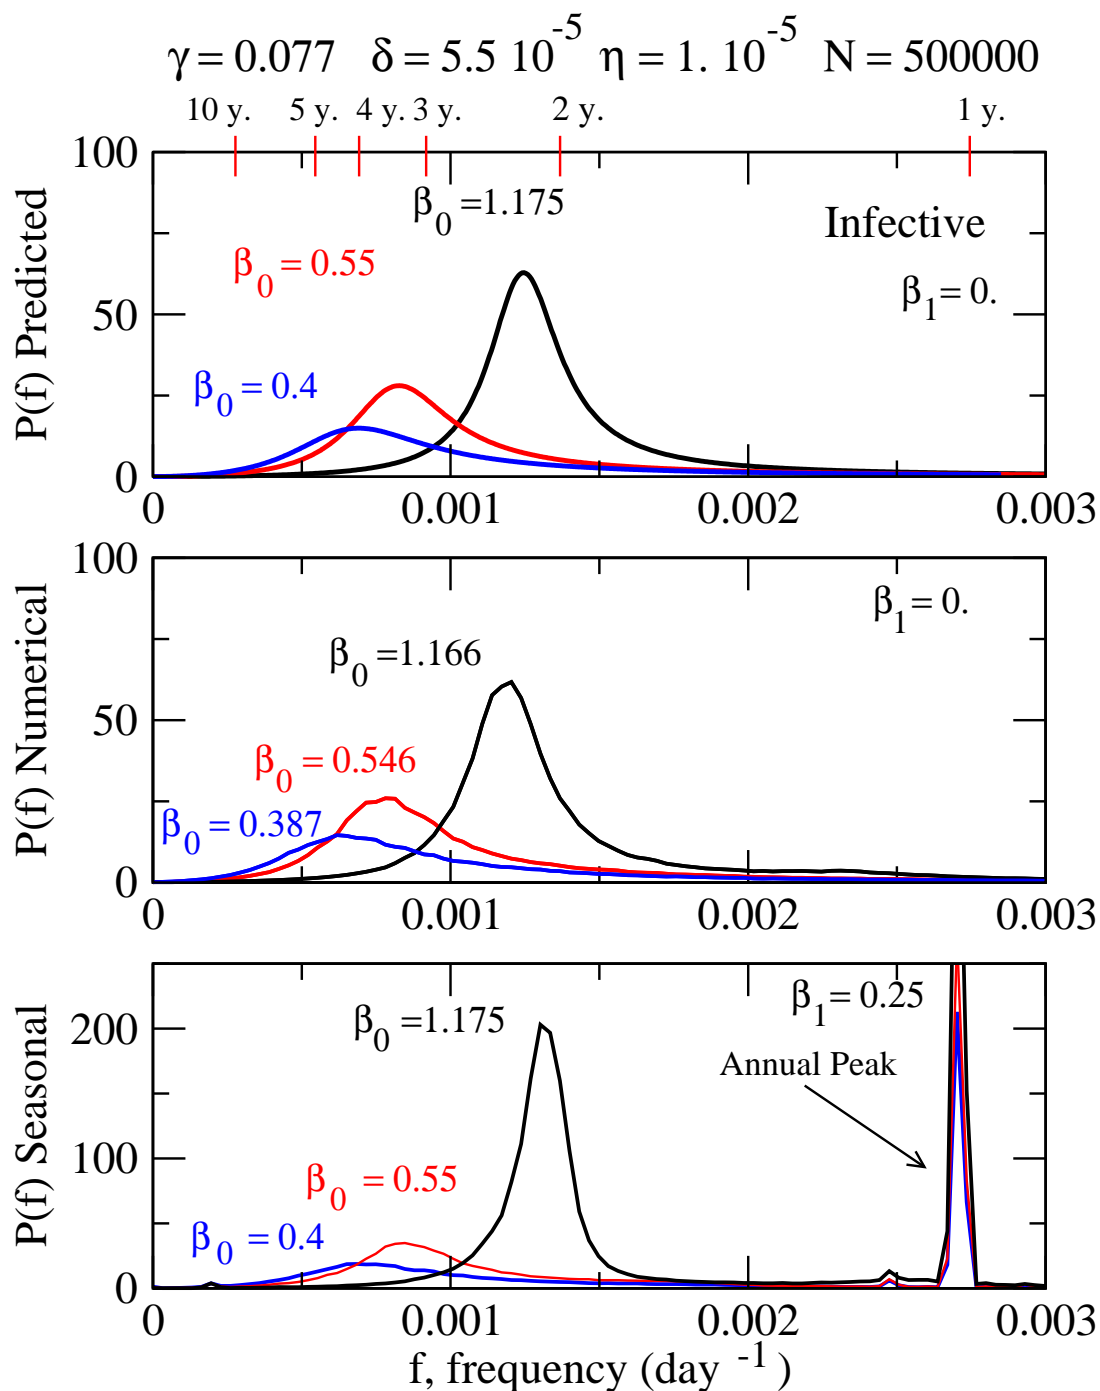 γ = 0.077 δ = 5.5 10⁻⁵ η = 1. 10⁻⁵ N = 500000
10 y. 5 y. 4 y. 3 y. 2 y. 1 y.
100
β₀ =1.175
Infective
β₀ = 0.55
β₁= 0.
50
β₀ = 0.4
0
P(f) Predicted
0 0.001 0.002 0.003
100
β₁= 0.
β₀ =1.166
50
β₀ = 0.546
β₀ = 0.387
0
P(f) Numerical
0 0.001 0.002 0.003
β₁= 0.25
β₀ =1.175
200
Annual Peak
β₀ = 0.55
100
β₀ = 0.4
0
P(f) Seasonal
0 0.001 0.002 0.003
f, frequency (day ⁻¹)